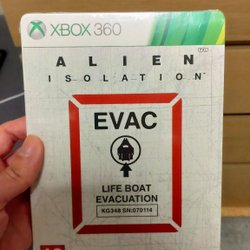 XBOX 360
ALIEN
ISOLATION
EVAC
LIFE BOAT
EVACUATION
KG348 SN:070114